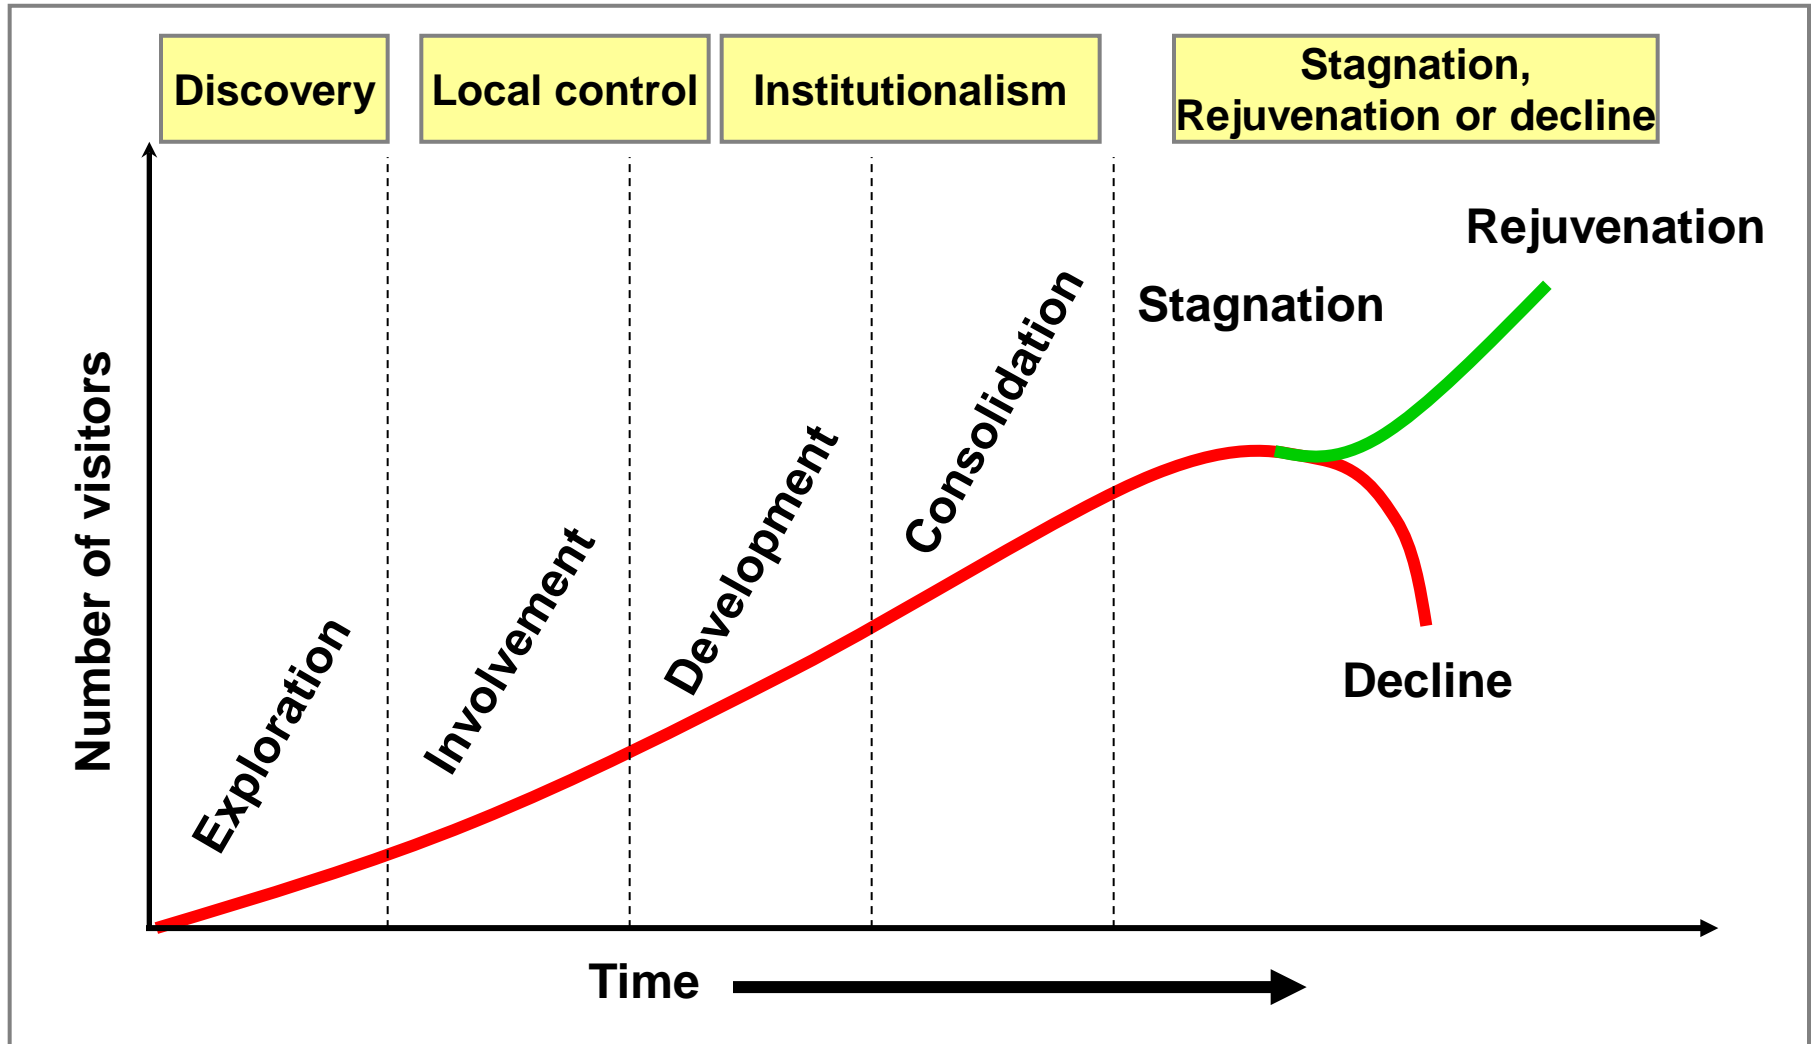 Discovery
Local control
Institutionalism
Stagnation,
Rejuvenation or decline
Rejuvenation
Stagnation
Consolidation
Development
Involvement
Exploration
Decline
Number of visitors
Time